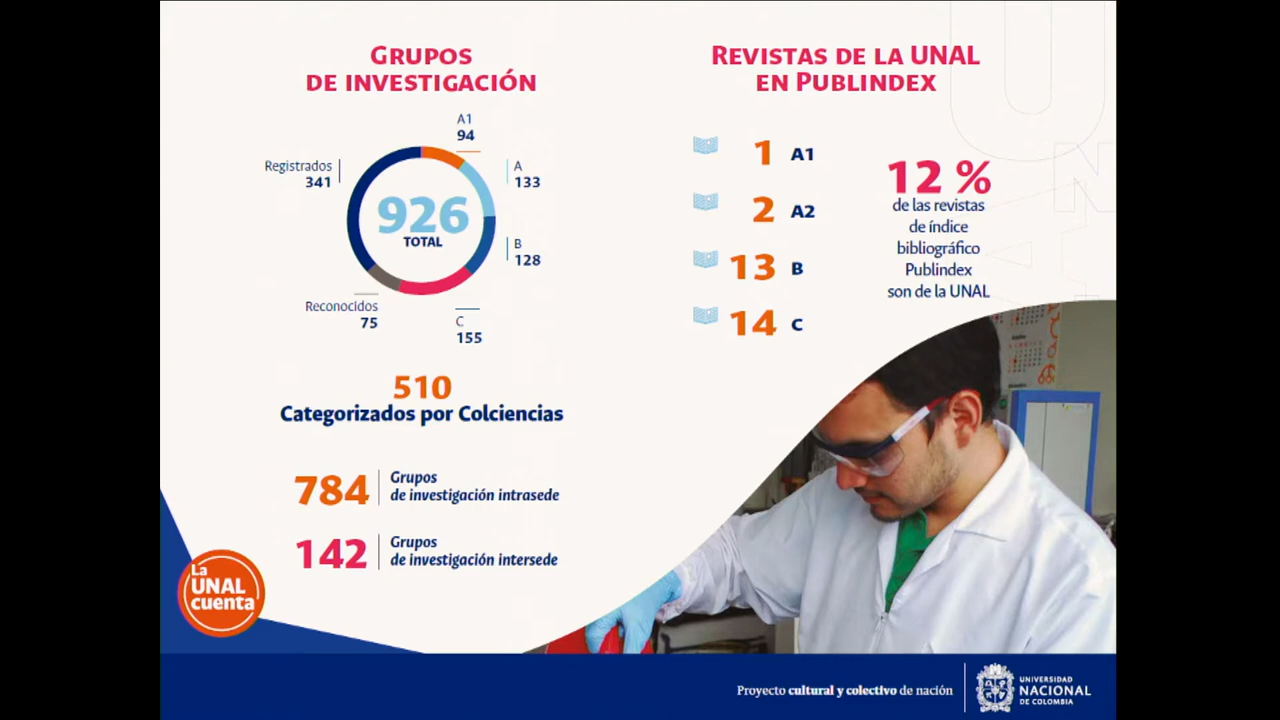 GRUPOS
DE INVESTIGACIÓN
A1
94
A
133
B
128
C
155
Reconocidos
75
Registrados
341
926
TOTAL
510
Categorizados por Colciencias
784
Grupos
de investigación intrasede
142
Grupos
de investigación intersede
REVISTAS DE LA UNAL
EN PUBLINDEX
1 A1
2 A2
13 B
14 C
12 %
de las revistas
de índice
bibliográfico
Publindex
son de la UNAL
La
UNAL
cuenta
Proyecto cultural y colectivo de nación
UNIVERSIDAD
NACIONAL
DE COLOMBIA